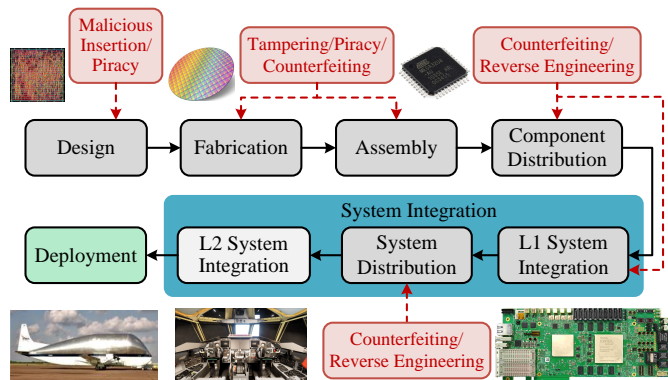 Malicious
Insertion/
Piracy
Tampering/Piracy/
Counterfeiting
Counterfeiting/
Reverse Engineering
Design
Fabrication
Assembly
Component
Distribution
System Integration
Deployment
L2 System
Integration
System
Distribution
L1 System
Integration
Counterfeiting/
Reverse Engineering